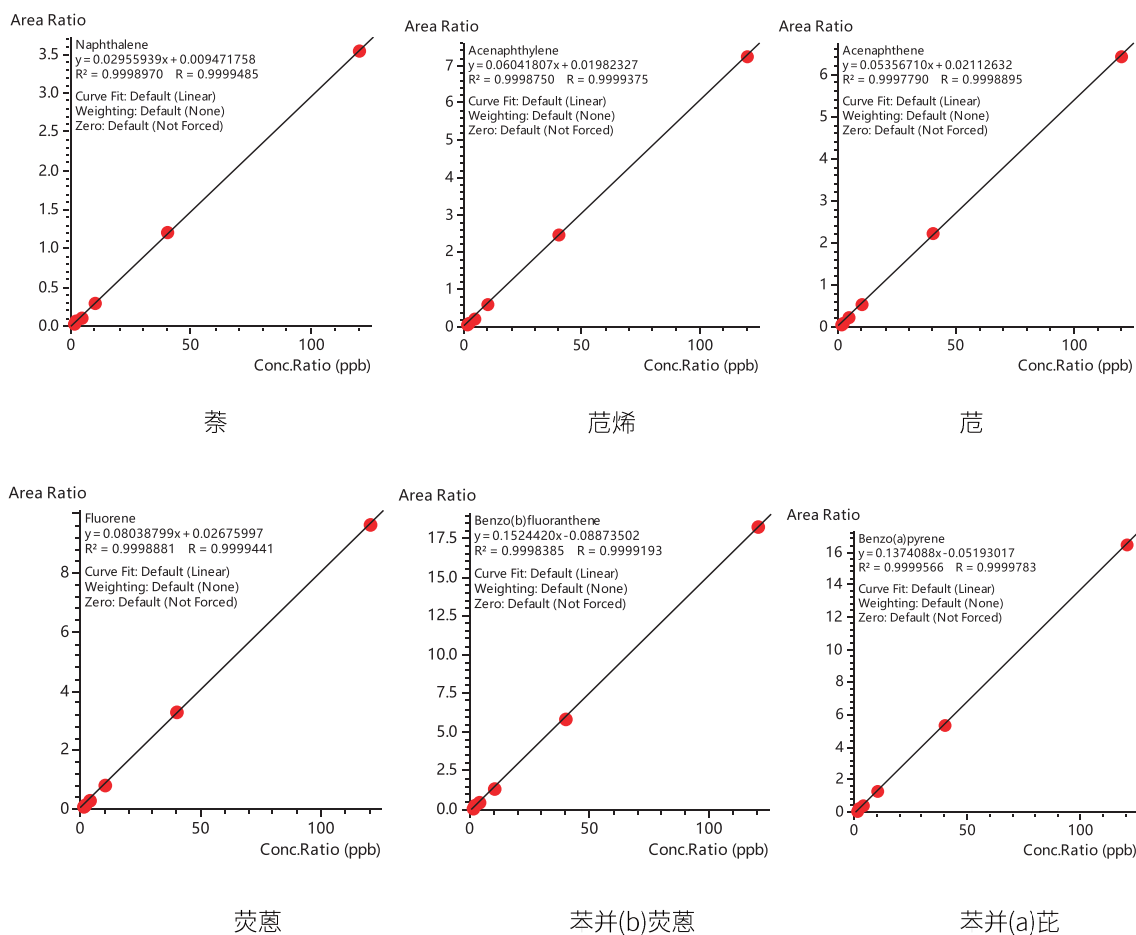 Area Ratio
Naphthalene
y = 0.02955939x + 0.009471758
R² = 0.9998970 R = 0.9999485
Curve Fit: Default (Linear)
Weighting: Default (None)
Zero: Default (Not Forced)
3.5
3.0
2.5
2.0
1.5
1.0
0.5
0.0
0 50 100
Conc.Ratio (ppb)
萘
Area Ratio
Acenaphthylene
y = 0.06041807x + 0.01982327
R² = 0.9998750 R = 0.9999375
Curve Fit: Default (Linear)
Weighting: Default (None)
Zero: Default (Not Forced)
7
6
5
4
3
2
1
0
0 50 100
Conc.Ratio (ppb)
苊烯
Area Ratio
Acenaphthene
y = 0.05356710x + 0.02112632
R² = 0.9997790 R = 0.9998895
Curve Fit: Default (Linear)
Weighting: Default (None)
Zero: Default (Not Forced)
6
5
4
3
2
1
0
0 50 100
Conc.Ratio (ppb)
苊
Area Ratio
Fluorene
y = 0.08038799x + 0.02675997
R² = 0.9998881 R = 0.9999441
Curve Fit: Default (Linear)
Weighting: Default (None)
Zero: Default (Not Forced)
8
6
4
2
0
0 50 100
Conc.Ratio (ppb)
荧蒽
Area Ratio
Benzo(b)fluoranthene
y = 0.1524420x - 0.08873502
R² = 0.9998385 R = 0.9999193
Curve Fit: Default (Linear)
Weighting: Default (None)
Zero: Default (Not Forced)
17.5
15.0
17.5
10.0
7.5
5.0
2.5
0.0
0 50 100
Conc.Ratio (ppb)
苯并(b)荧蒽
Area Ratio
Benzo(a)pyrene
y = 0.1374088x - 0.05193017
R² = 0.9999566 R = 0.9999783
Curve Fit: Default (Linear)
Weighting: Default (None)
Zero: Default (Not Forced)
16
14
16
10
8
6
4
2
0
0 50 100
Conc.Ratio (ppb)
苯并(a)芘